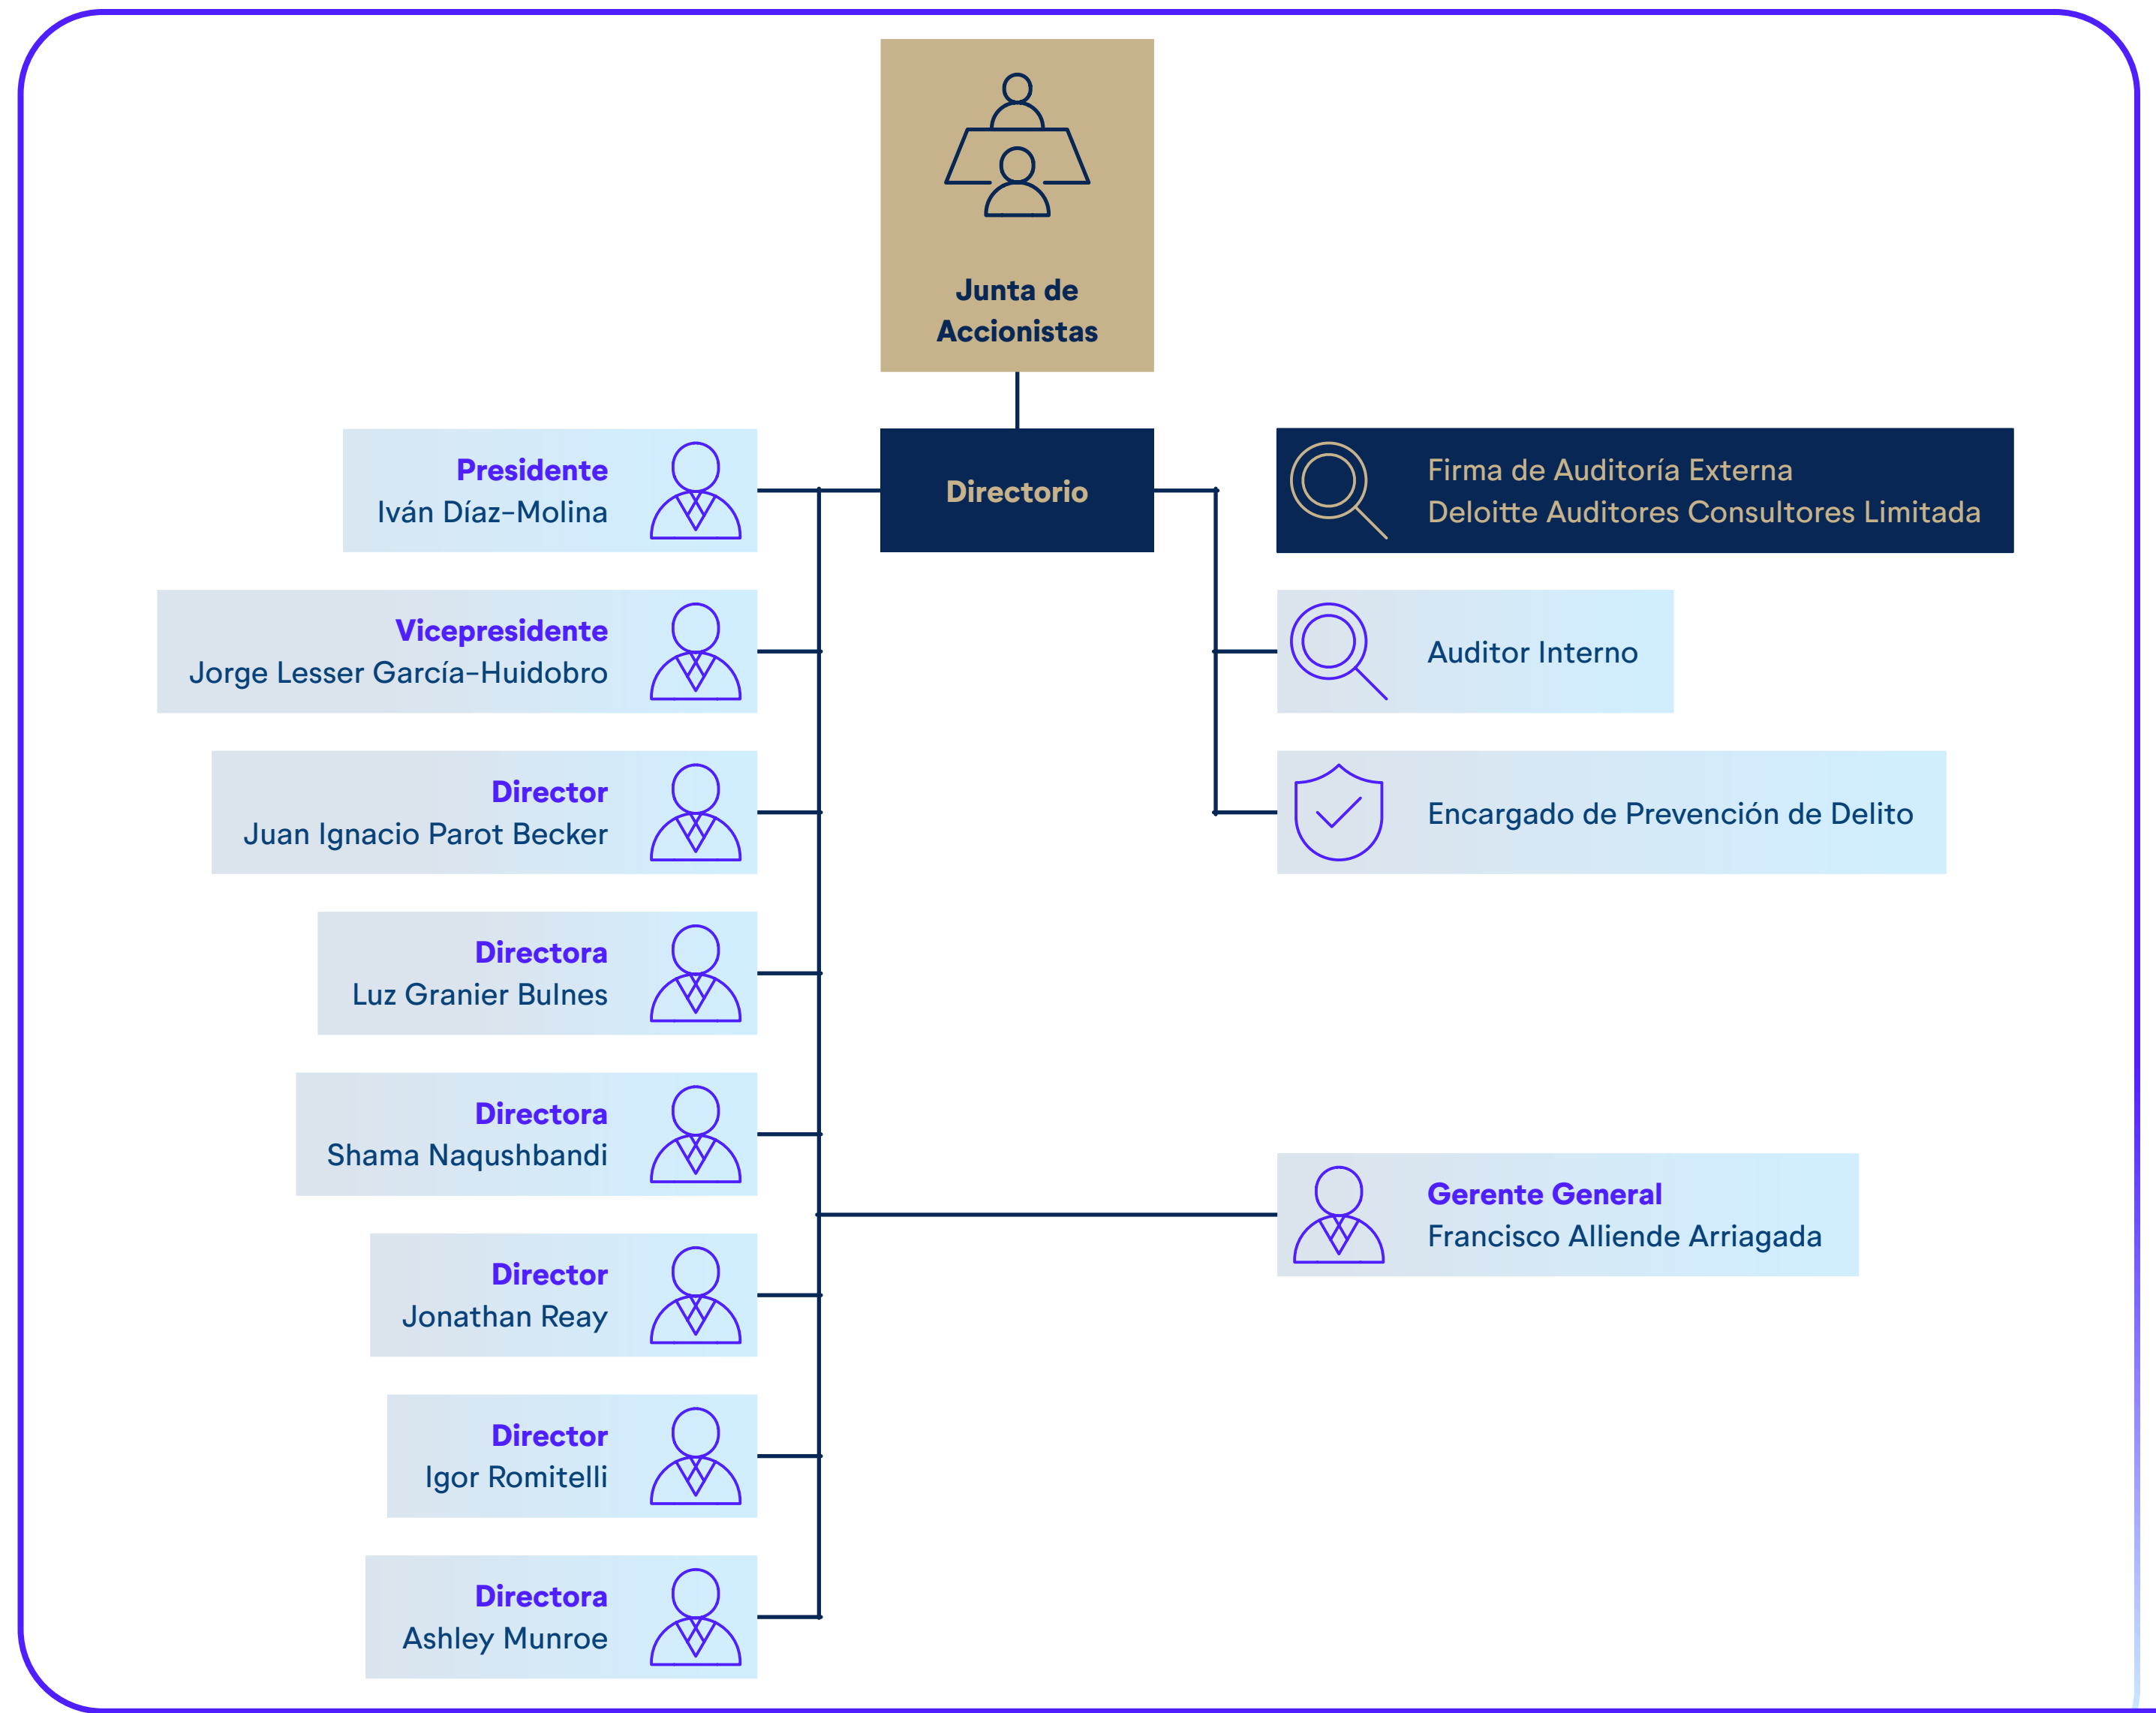 Junta de
Accionistas
Directorio
Presidente
Iván Díaz-Molina
Vicepresidente
Jorge Lesser García-Huidobro
Director
Juan Ignacio Parot Becker
Directora
Luz Granier Bulnes
Directora
Shama Naqushbandi
Director
Jonathan Reay
Director
Igor Romitelli
Directora
Ashley Munroe
Firma de Auditoría Externa
Deloitte Auditores Consultores Limitada
Auditor Interno
Encargado de Prevención de Delito
Gerente General
Francisco Alliende Arriagada